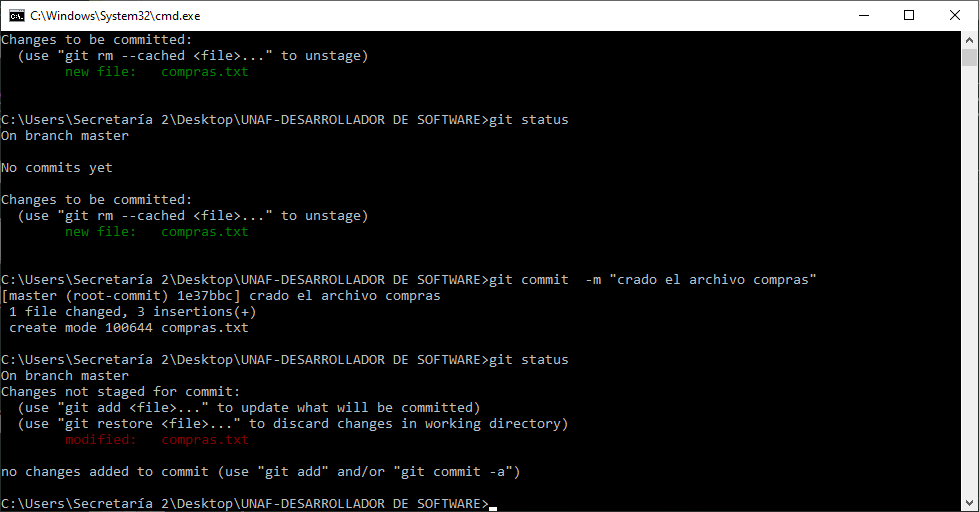 C:\Windows\System32\cmd.exe
Changes to be committed:
  (use "git rm --cached <file>..." to unstage)
        new file:   compras.txt

C:\Users\Secretaría 2\Desktop\UNAF-DESARROLLADOR DE SOFTWARE>git status
On branch master

No commits yet

Changes to be committed:
  (use "git rm --cached <file>..." to unstage)
        new file:   compras.txt

C:\Users\Secretaría 2\Desktop\UNAF-DESARROLLADOR DE SOFTWARE>git commit  -m "crado el archivo compras"
[master (root-commit) 1e37bbc] crado el archivo compras
 1 file changed, 3 insertions(+)
 create mode 100644 compras.txt

C:\Users\Secretaría 2\Desktop\UNAF-DESARROLLADOR DE SOFTWARE>git status
On branch master
Changes not staged for commit:
  (use "git add <file>..." to update what will be committed)
  (use "git restore <file>..." to discard changes in working directory)
        modified:   compras.txt

no changes added to commit (use "git add" and/or "git commit -a")

C:\Users\Secretaría 2\Desktop\UNAF-DESARROLLADOR DE SOFTWARE>